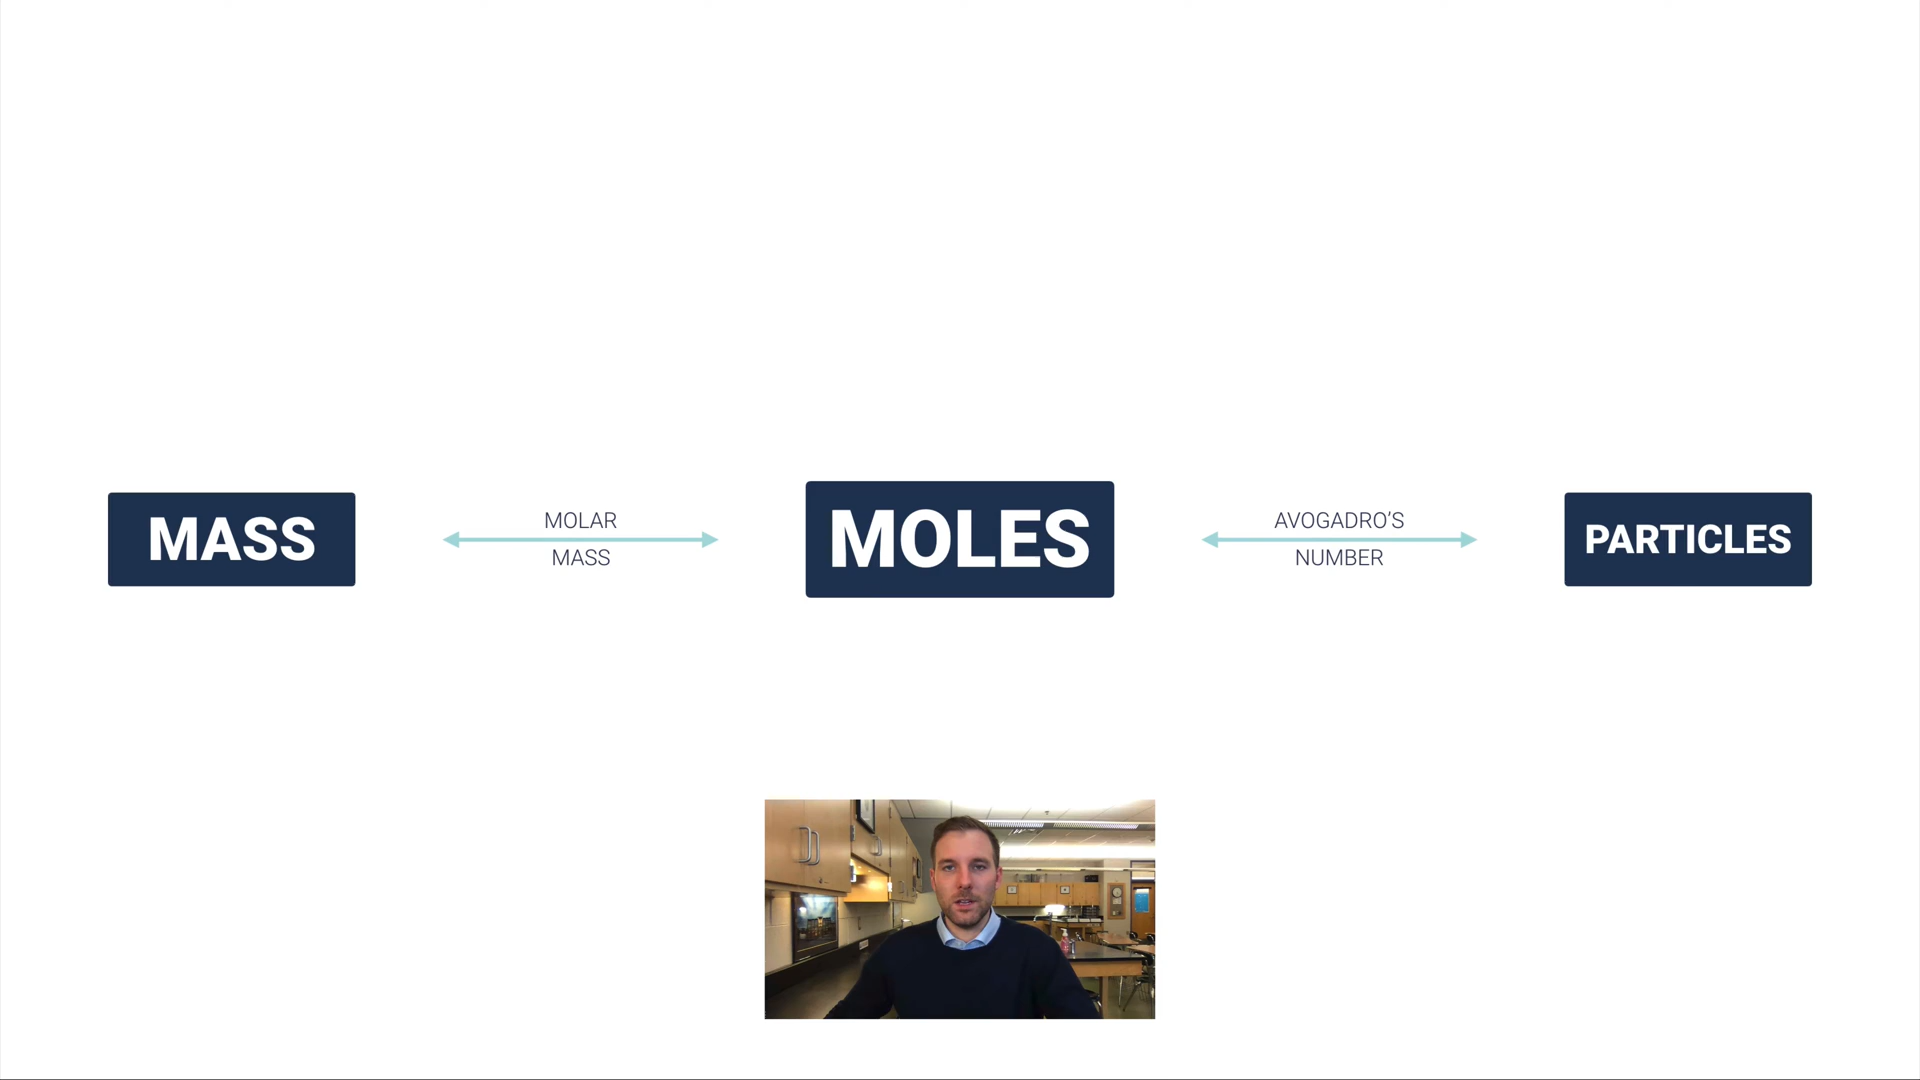 MASS
MOLAR
MASS
MOLES
AVOGADRO’S
NUMBER
PARTICLES